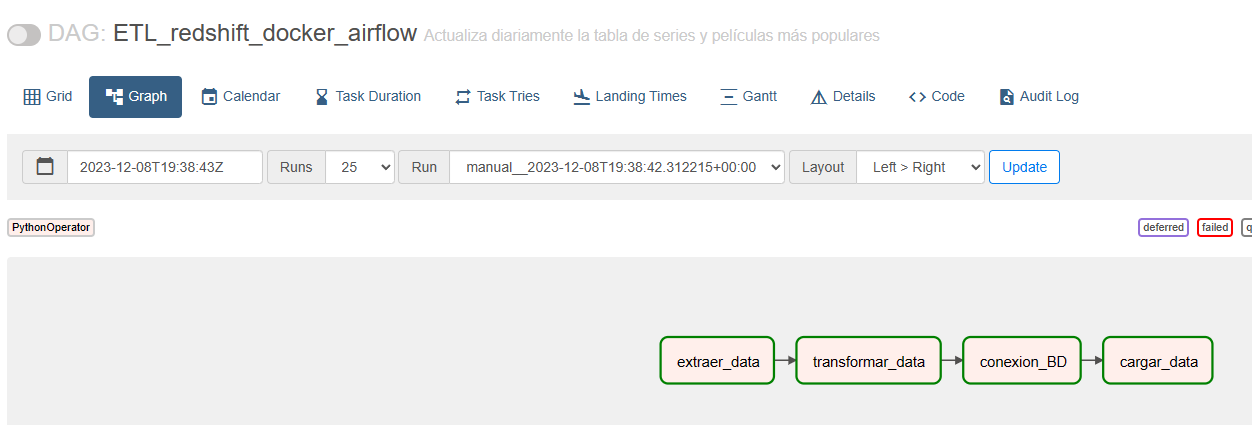 DAG: ETL_redshift_docker_airflow Actualiza diariamente la tabla de series y películas más populares
Grid Graph Calendar Task Duration Task Tries Landing Times Gantt Details Code Audit Log
2023-12-08T19:38:43Z Runs 25 Run manual__2023-12-08T19:38:42.312215+00:00 Layout Left > Right Update
PythonOperator deferred failed q
extraer_data transformar_data conexion_BD cargar_data